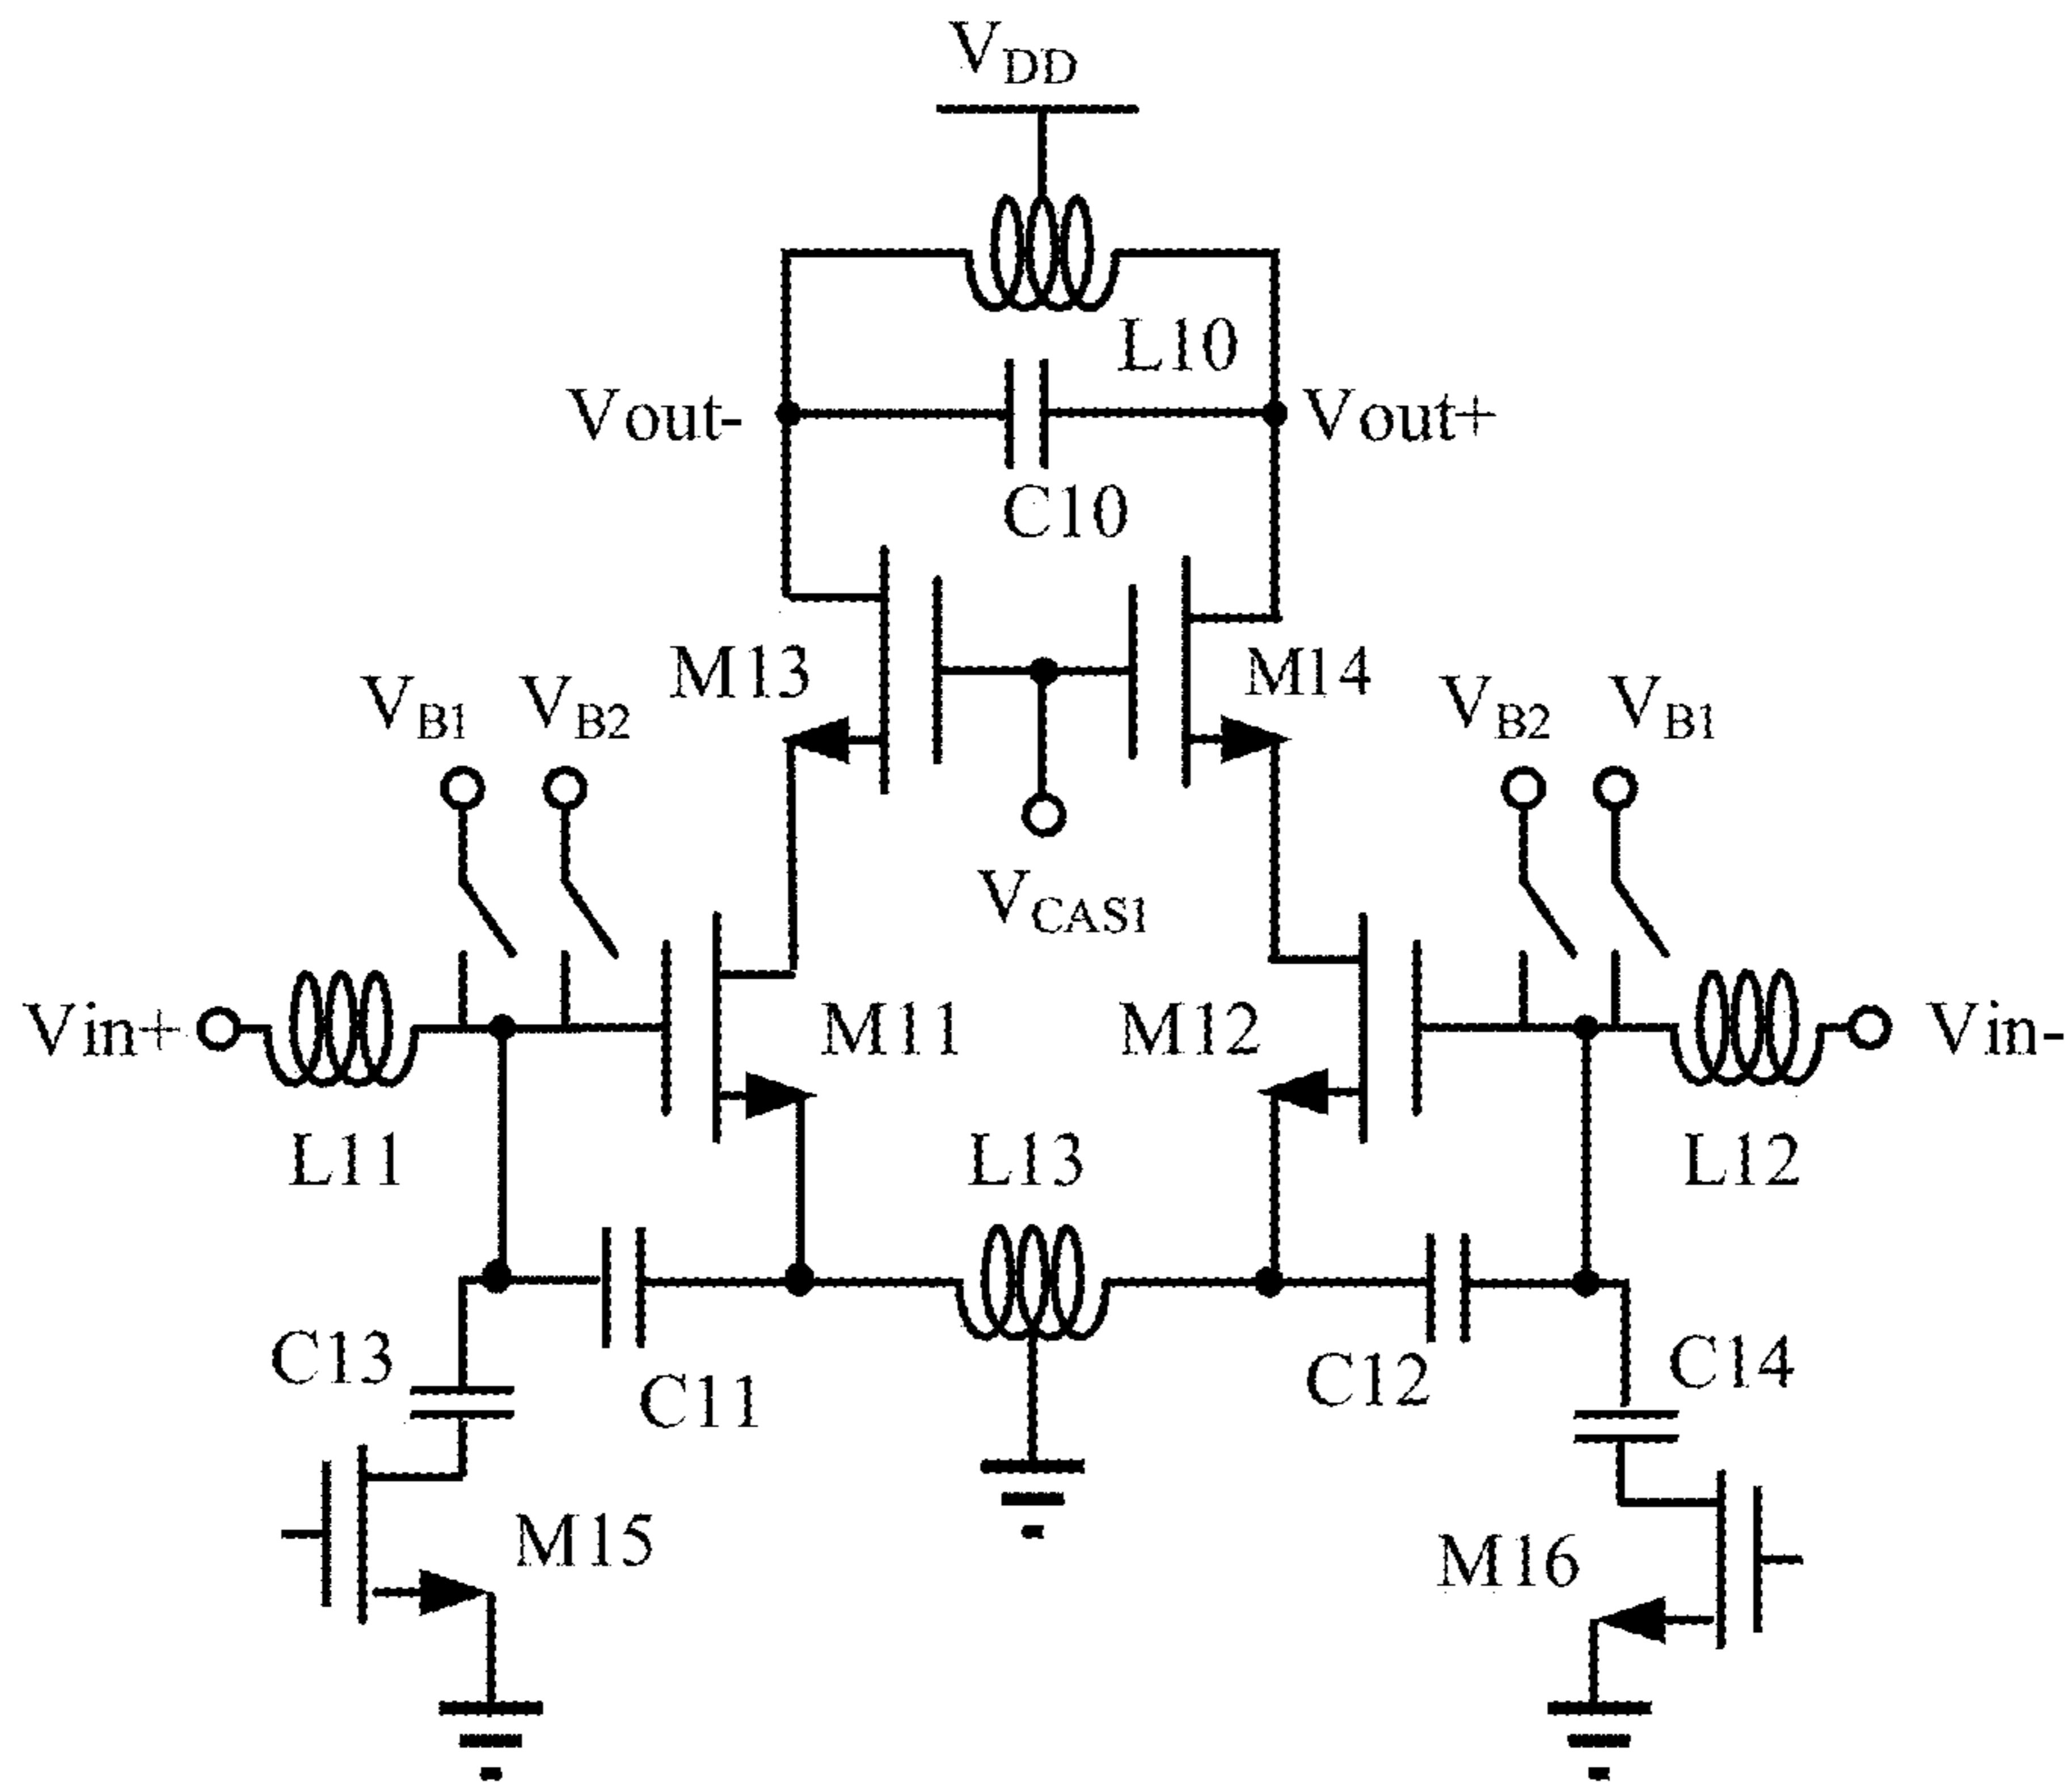 VDD
L10
Vout-
Vout+
C10
M13
M14
VB1
VB2
VB2
VB1
VCAS1
Vin+
M11
M12
Vin-
L11
L13
L12
C13
C11
C12
C14
M15
M16